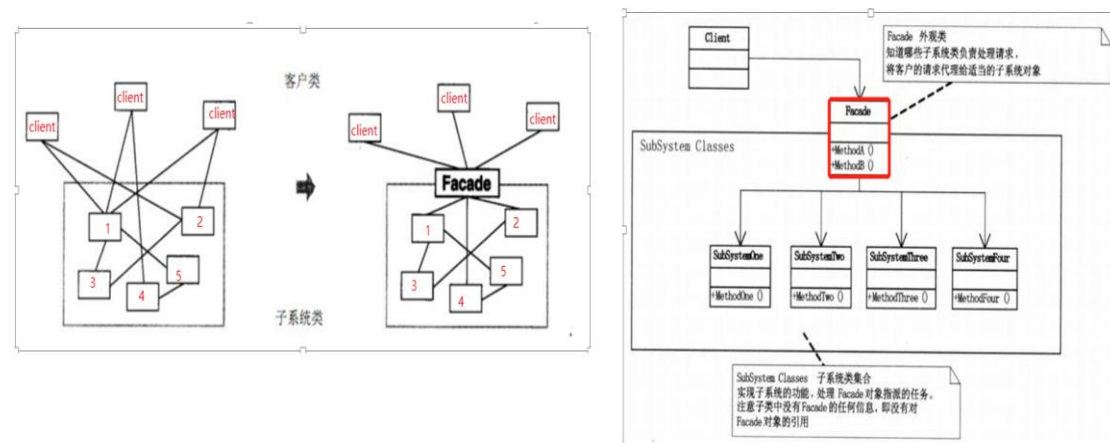 客户类
client
client
client
1
2
3
4
5
子系统类
client
client
client
Facade
1
2
3
4
5
Client
Facade 外观类
知道哪些子系统类负责处理请求，
将客户的请求代理给适当的子系统对象
Facade
+MethodA ()
+MethodB ()
SubSystem Classes
SubSystemOne
+MethodOne ()
SubSystemTwo
+MethodTwo ()
SubSystemThree
+MethodThree ()
SubSystemFour
+MethodFour ()
SubSystem Classes 子系统类集合
实现子系统的功能，处理 Facade对象指派的任务。
注意子类中没有Facade的任何信息，即没有对
Facade对象的引用